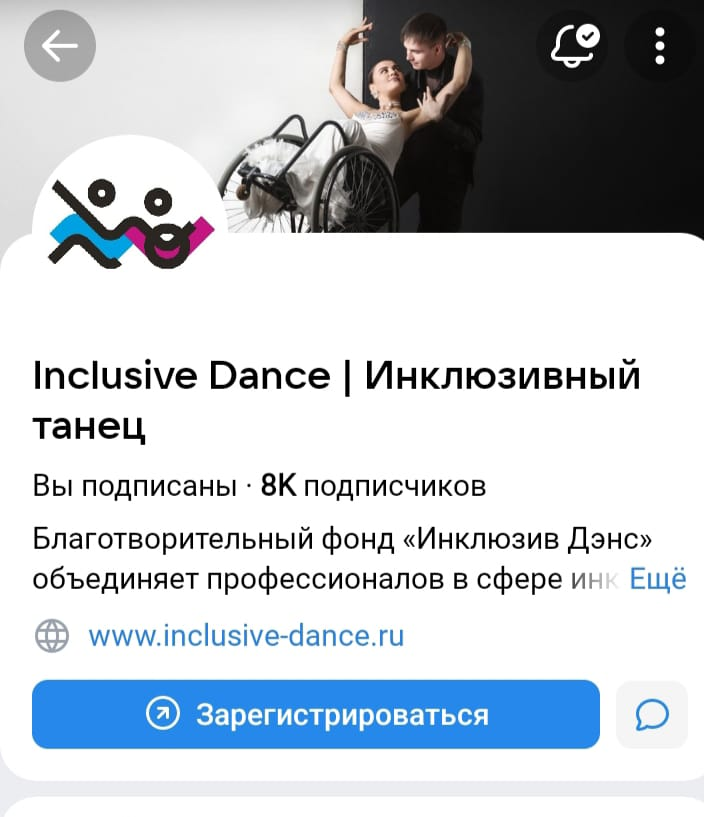 Inclusive Dance | Инклюзивный
танец
Вы подписаны · 8K подписчиков
Благотворительный фонд «Инклюзив Дэнс»
объединяет профессионалов в сфере инк Ещё
www.inclusive-dance.ru
Зарегистрироваться